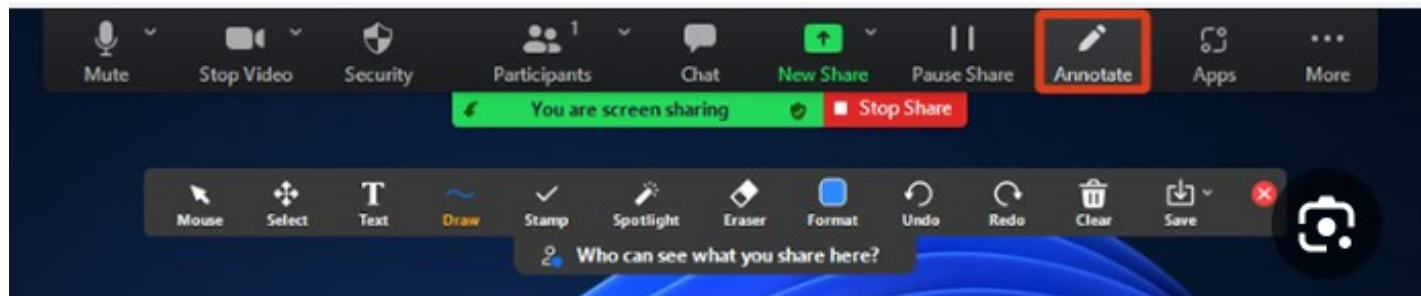 1
Mute Stop Video Security Participants Chat New Share Pause Share Annotate Apps More
You are screen sharing Stop Share
T
Mouse Select Text Draw Stamp Spotlight Eraser Format Undo Redo Clear Save
Who can see what you share here?